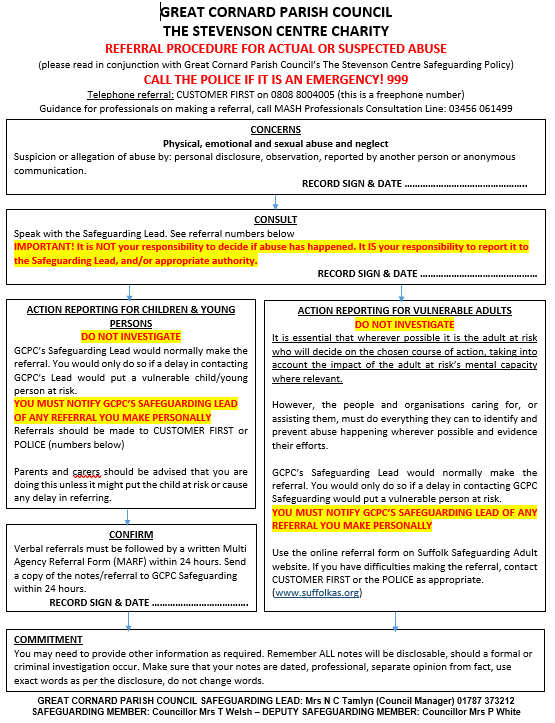 GREAT CORNARD PARISH COUNCIL
THE STEVENSON CENTRE CHARITY
REFERRAL PROCEDURE FOR ACTUAL OR SUSPECTED ABUSE
(please read in conjunction with Great Cornard Parish Council's The Stevenson Centre Safeguarding Policy)
CALL THE POLICE IF IT IS AN EMERGENCY! 999
Telephone referral: CUSTOMER FIRST on 0808 8004005 (this is a freephone number)
Guidance for professionals on making a referral, call MASH Professionals Consultation Line: 03456 061499
CONCERNS
Physical, emotional and sexual abuse and neglect
Suspicion or allegation of abuse by: personal disclosure, observation, reported by another person or anonymous
communication.
RECORD SIGN & DATE …………………………………………..
CONSULT
Speak with the Safeguarding Lead. See referral numbers below
IMPORTANT! It is NOT your responsibility to decide if abuse has happened. It IS your responsibility to report it to
the Safeguarding Lead, and/or appropriate authority.
RECORD SIGN & DATE ……………………………………….
ACTION REPORTING FOR CHILDREN & YOUNG
PERSONS
DO NOT INVESTIGATE
GCPC's Safeguarding Lead would normally make the
referral. You would only do so if a delay in contacting
GCPC's Lead would put a vulnerable child/young
person at risk.
YOU MUST NOTIFY GCPC'S SAFEGUARDING LEAD
OF ANY REFERRAL YOU MAKE PERSONALLY
Referrals should be made to CUSTOMER FIRST or
POLICE (numbers below)
Parents and carers should be advised that you are
doing this unless it might put the child at risk or cause
any delay in referring.
CONFIRM
Verbal referrals must be followed by a written Multi
Agency Referral Form (MARF) within 24 hours. Send
a copy of the notes/referral to GCPC Safeguarding
within 24 hours.
RECORD SIGN & DATE ……………………………….
ACTION REPORTING FOR VULNERABLE ADULTS
DO NOT INVESTIGATE
It is essential that wherever possible it is the adult at risk
who will decide on the chosen course of action, taking into
account the impact of the adult at risk's mental capacity
where relevant.
However, the people and organisations caring for, or
assisting them, must do everything they can to identify and
prevent abuse happening wherever possible and evidence
their efforts.
GCPC's Safeguarding Lead would normally make the
referral. You would only do so if a delay in contacting GCPC
Safeguarding would put a vulnerable person at risk.
YOU MUST NOTIFY GCPC'S SAFEGUARDING LEAD OF ANY
REFERRAL YOU MAKE PERSONALLY
Use the online referral form on Suffolk Safeguarding Adult
website. If you have difficulties making the referral, contact
CUSTOMER FIRST or the POLICE as appropriate.
(www.suffolkas.org)
COMMITMENT
You may need to provide other information as required. Remember ALL notes will be disclosable, should a formal or
criminal investigation occur. Make sure that your notes are dated, professional, separate opinion from fact, use
exact words as per the disclosure, do not change words.
GREAT CORNARD PARISH COUNCIL SAFEGUARDING LEAD: Mrs N C Tamlyn (Council Manager) 01787 373212
SAFEGUARDING MEMBER: Councillor Mrs T Welsh – DEPUTY SAFEGUARDING MEMBER: Councillor Mrs P White